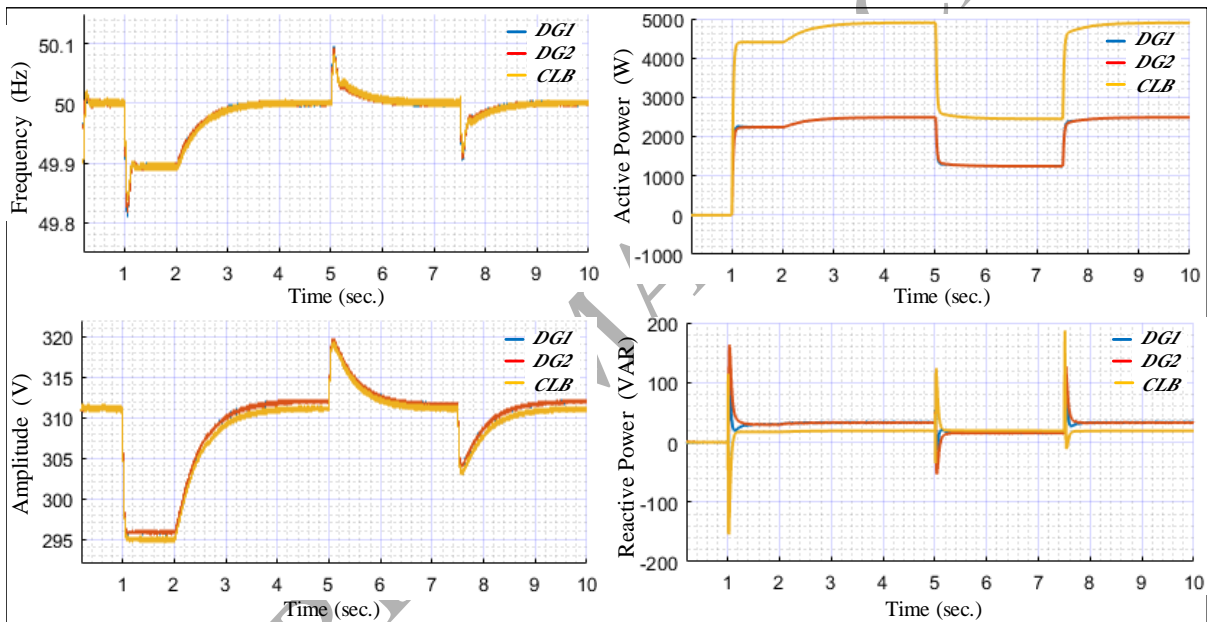 Frequency (Hz)
50.1
50
49.9
49.8
DG1
DG2
CLB
1 2 3 4 5 6 7 8 9 10
Time (sec.)
Active Power (W)
5000
4000
3000
2000
1000
0
-1000
DG1
DG2
CLB
1 2 3 4 5 6 7 8 9 10
Time (sec.)
Amplitude (V)
320
315
310
305
300
295
DG1
DG2
CLB
1 2 3 4 5 6 7 8 9 10
Time (sec.)
Reactive Power (VAR)
200
100
0
-100
-200
DG1
DG2
CLB
1 2 3 4 5 6 7 8 9 10
Time (sec.)